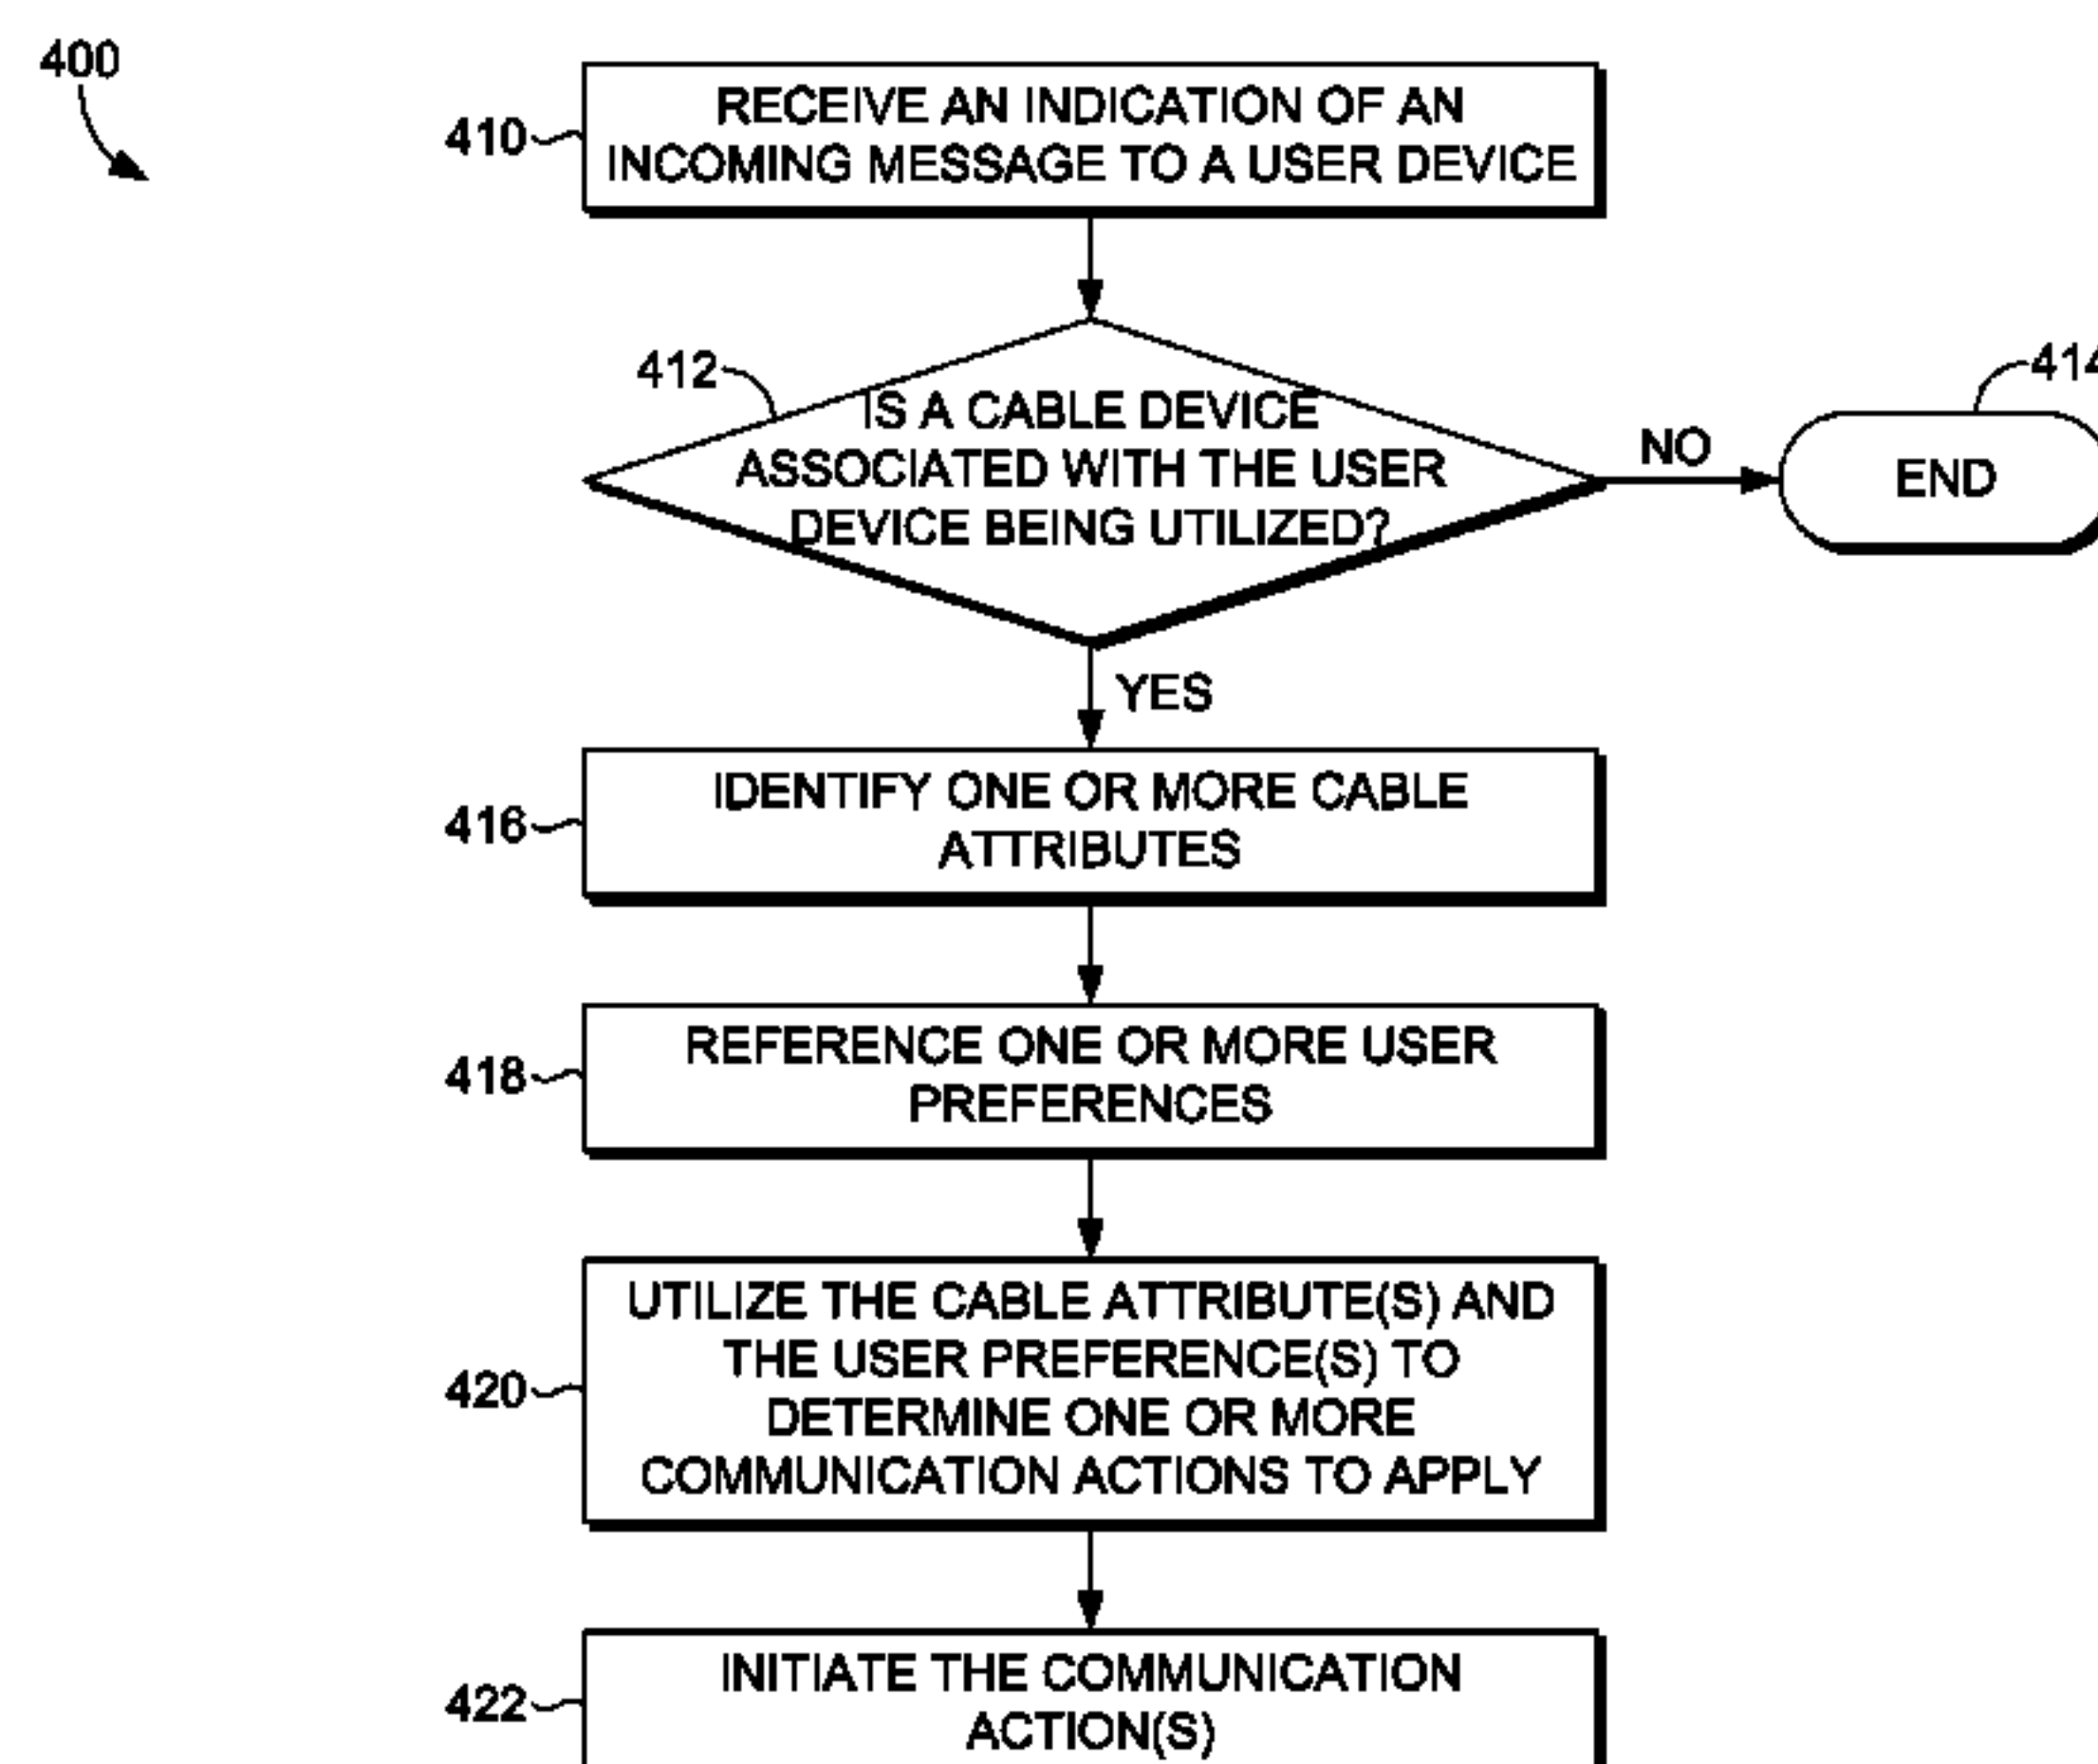 400
410
RECEIVE AN INDICATION OF AN
INCOMING MESSAGE TO A USER DEVICE
412
IS A CABLE DEVICE
ASSOCIATED WITH THE USER
DEVICE BEING UTILIZED?
NO
414
END
YES
416
IDENTIFY ONE OR MORE CABLE
ATTRIBUTES
418
REFERENCE ONE OR MORE USER
PREFERENCES
420
UTILIZE THE CABLE ATTRIBUTE(S) AND
THE USER PREFERENCE(S) TO
DETERMINE ONE OR MORE
COMMUNICATION ACTIONS TO APPLY
422
INITIATE THE COMMUNICATION
ACTION(S)